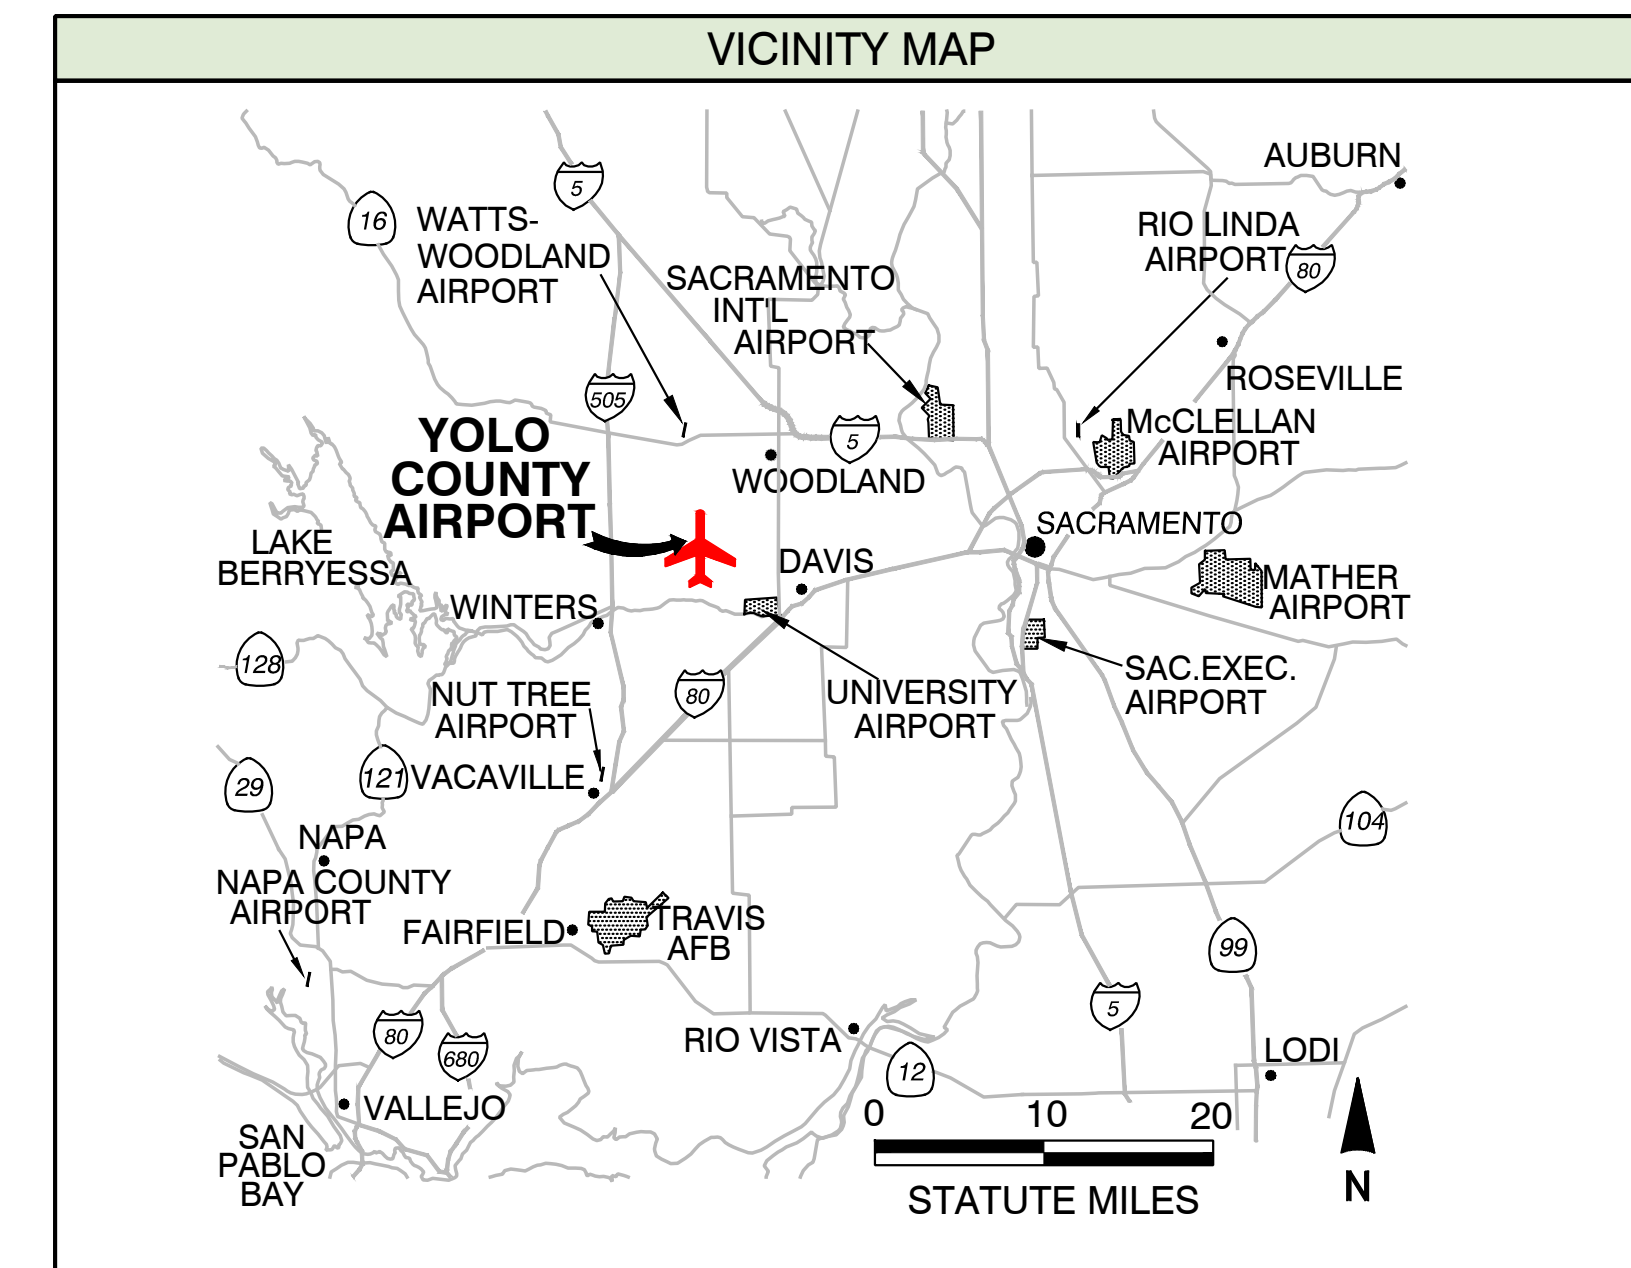 VICINITY MAP
AUBURN
5
16
WATTS-
WOODLAND
AIRPORT
RIO LINDA
AIRPORT
80
SACRAMENTO
INT'L
AIRPORT
ROSEVILLE
505
McCLELLAN
AIRPORT
YOLO
COUNTY
AIRPORT
5
WOODLAND
SACRAMENTO
LAKE
BERRYESSA
DAVIS
MATHER
AIRPORT
WINTERS
128
SAC.EXEC.
AIRPORT
NUT TREE
AIRPORT
80
UNIVERSITY
AIRPORT
29
121
VACAVILLE
104
NAPA
NAPA COUNTY
AIRPORT
FAIRFIELD
TRAVIS
AFB
99
5
80
680
RIO VISTA
12
LODI
VALLEJO
SAN
PABLO
BAY
0 10 20
STATUTE MILES
N